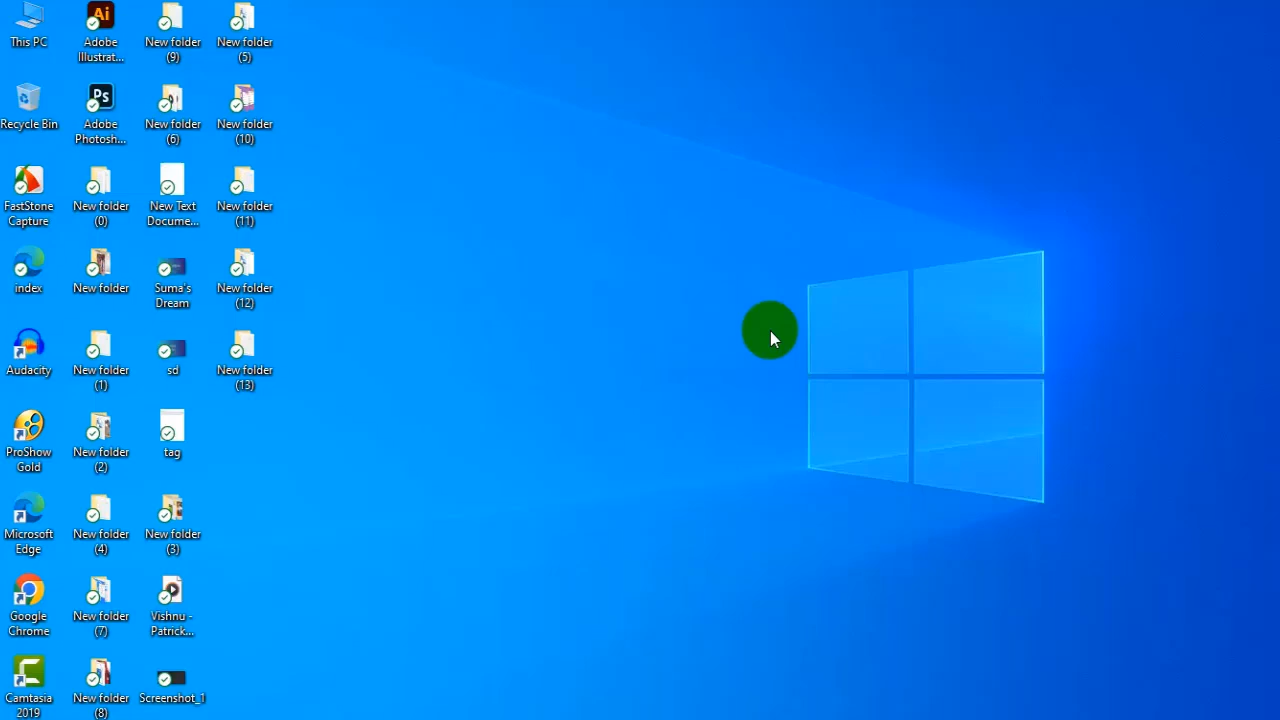 This PC
Recycle Bin
FastStone
Capture
index
Audacity
ProShow
Gold
Microsoft
Edge
Google
Chrome
Camtasia
2019
Ai
Adobe
Illustrat...
Ps
Adobe
Photosh...
New folder
(0)
New folder
New folder
(1)
New folder
(2)
New folder
(4)
New folder
(7)
New folder
(8)
New folder
(9)
New folder
(6)
New Text
Docume...
Suma's
Dream
sd
tag
New folder
(3)
Vishnu -
Patrick...
Screenshot_1
New folder
(5)
New folder
(10)
New folder
(11)
New folder
(12)
New folder
(13)